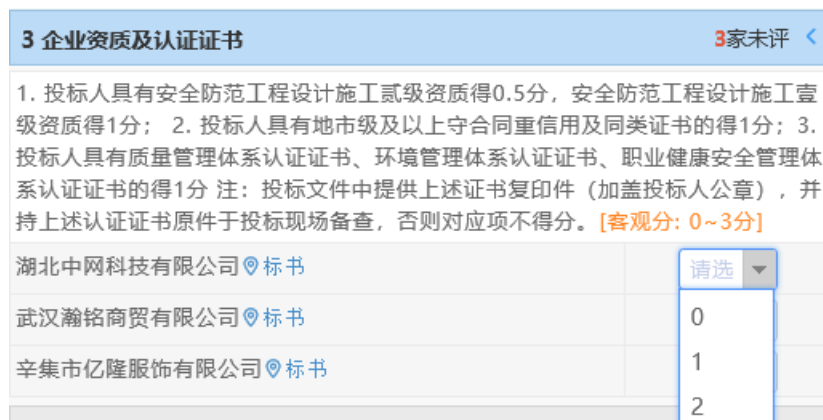 3 企业资质及认证证书 3家未评
1. 投标人具有安全防范工程设计施工贰级资质得0.5分，安全防范工程设计施工壹
级资质得1分； 2. 投标人具有地市级及以上守合同重信用及同类证书的得1分；3.
投标人具有质量管理体系认证证书、环境管理体系认证证书、职业健康安全管理体
系认证证书的得1分 注：投标文件中提供上述证书复印件（加盖投标人公章），并
持上述认证证书原件于投标现场备查，否则对应项不得分。[客观分: 0~3分]
湖北中网科技有限公司 标书 请选
武汉瀚铭商贸有限公司 标书 0
辛集市亿隆服饰有限公司 标书 1
2